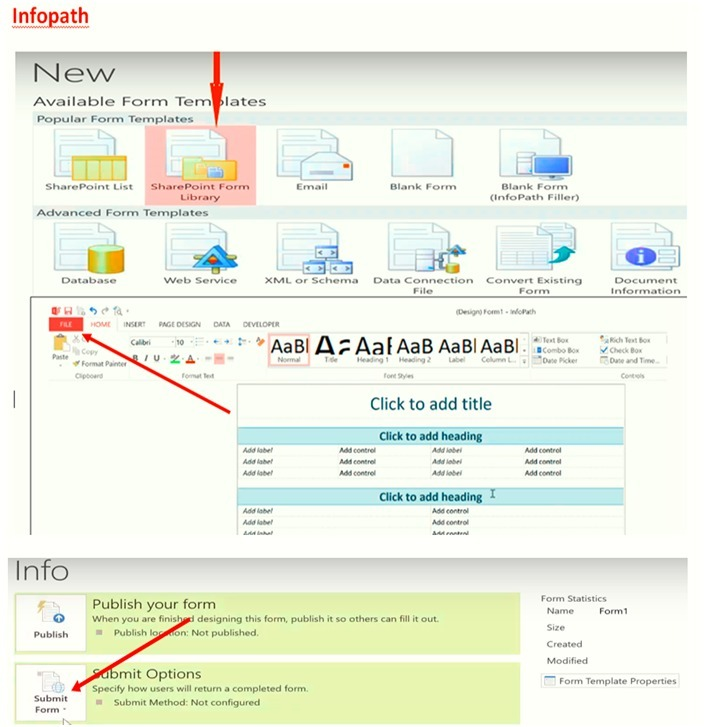 Infopath
New
Available Form Templates
Popular Form Templates
SharePoint List
SharePoint Form Library
Email
Blank Form
Blank Form (InfoPath Filler)
Advanced Form Templates
Database
Web Service
XML or Schema
Data Connection File
Convert Existing Form
Document Information
(Design) Form1 - InfoPath
FILE HOME INSERT PAGE DESIGN DATA DEVELOPER
Paste
Copy
Format Painter
Clipboard
Calibri 10
B I U
Format Text
AaBl Normal
Title
AaBl Heading 1
AaB Heading 2
AaBl Label
AaBl Column L...
Font Styles
Text Box
Combo Box
Date Picker
Rich Text Box
Check Box
Date and Time...
Controls
Click to add title
Click to add heading
Add label Add control Add label Add control
Add label Add control Add label Add control
Add label Add control Add label Add control
Click to add heading
Add label Add control
Add label Add control
Add label Add control
Info
Publish
Publish your form
When you are finished designing this form, publish it so others can fill it out.
Publish location: Not published.
Submit Form
Submit Options
Specify how users will return a completed form.
Submit Method: Not configured
Form Statistics
Name Form1
Size
Created
Modified
Form Template Properties